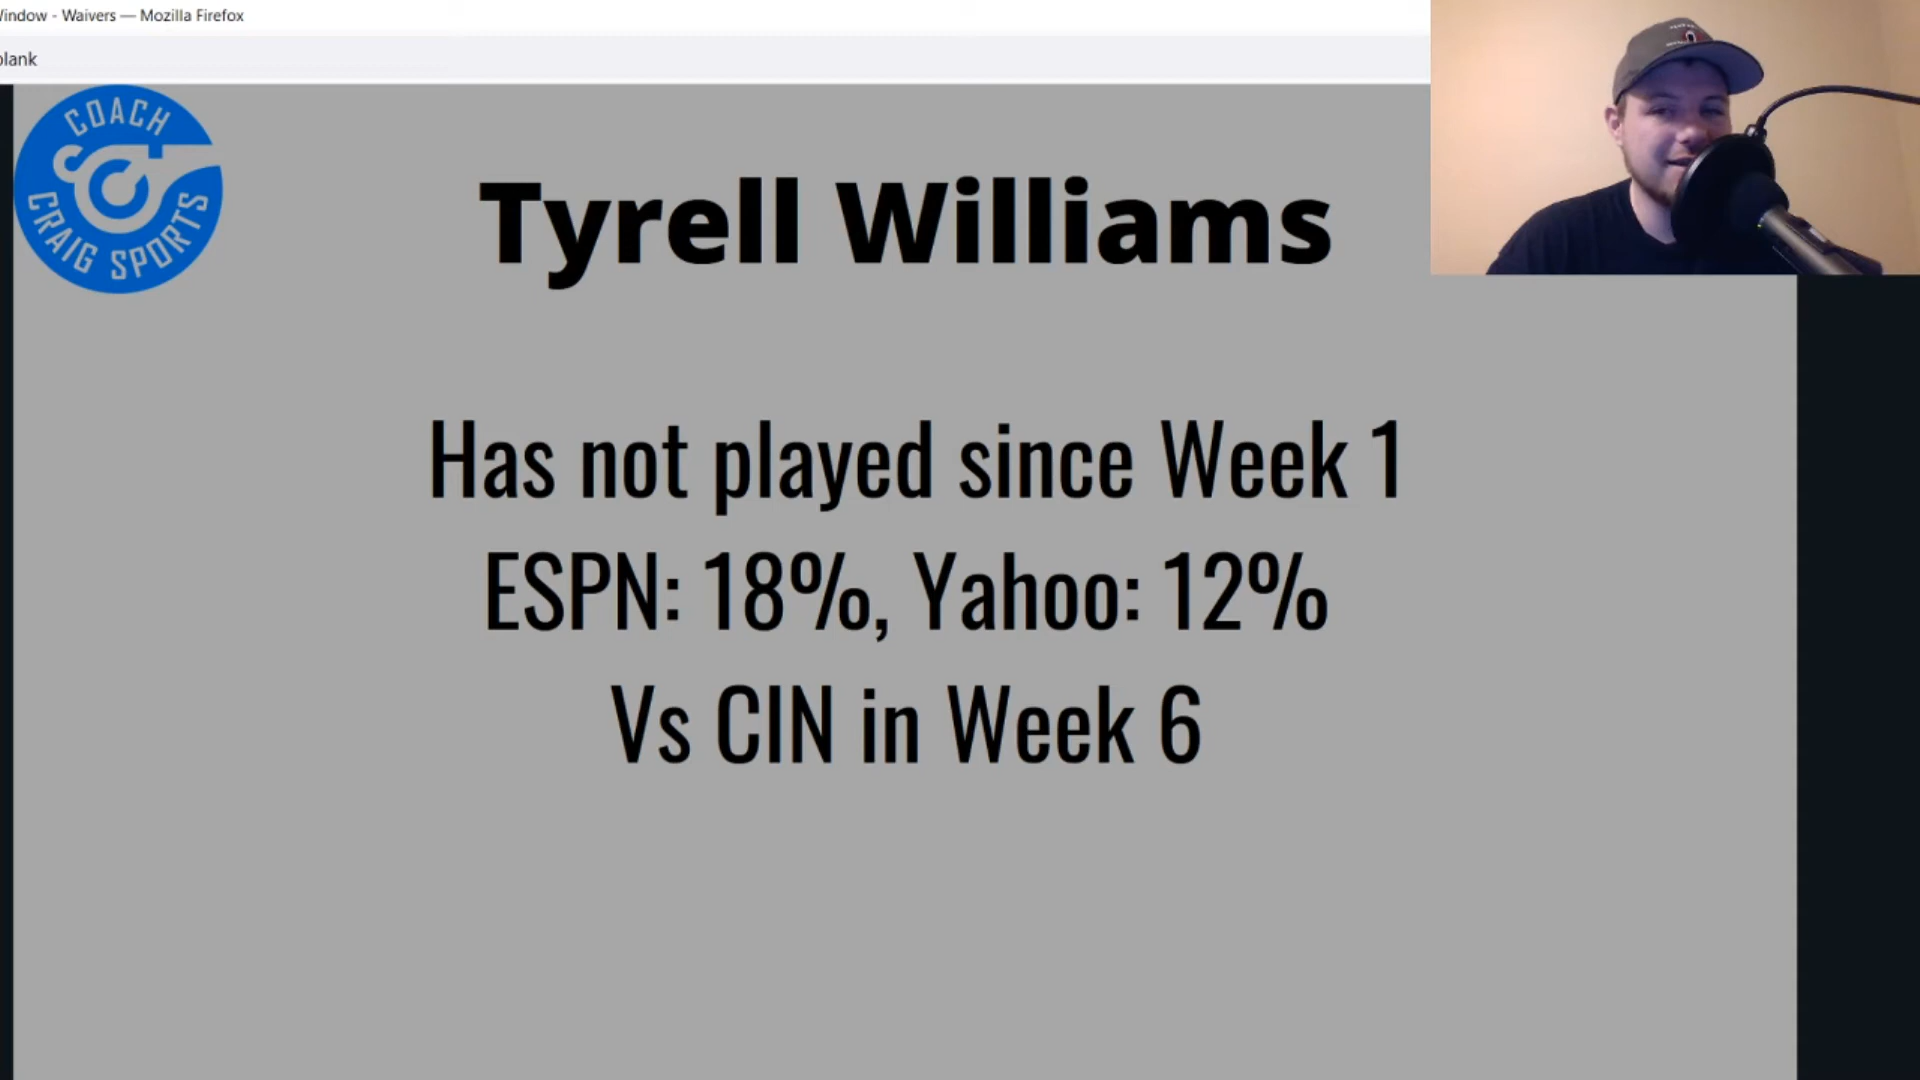 Window - Waivers — Mozilla Firefox
blank
COACH
CRAIG SPORTS
Tyrell Williams
Has not played since Week 1
ESPN: 18%, Yahoo: 12%
Vs CIN in Week 6